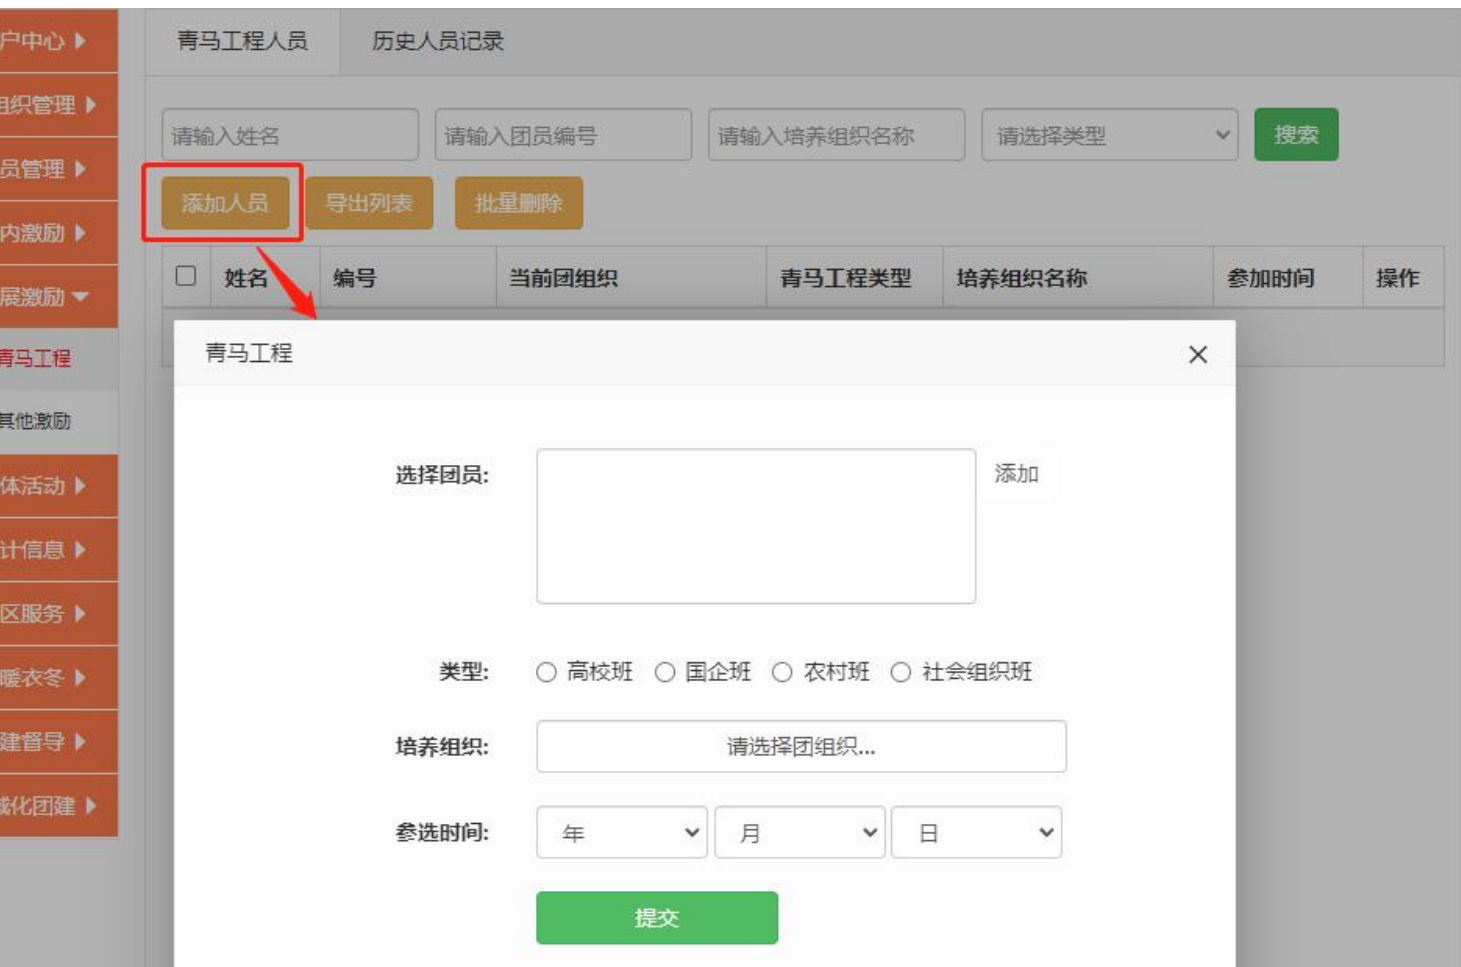 户中心
青马工程人员
历史人员记录
组织管理
请输入姓名
请输入团员编号
请输入培养组织名称
请选择类型
搜索
员管理
添加人员
导出列表
批量删除
内激励
姓名
编号
当前团组织
青马工程类型
培养组织名称
参加时间
操作
展激励
青马工程
青马工程
其他激励
选择团员:
添加
体活动
计信息
区服务
类型:
高校班
国企班
农村班
社会组织班
暖衣冬
建督导
培养组织:
请选择团组织...
域化团建
参选时间:
年
月
日
提交